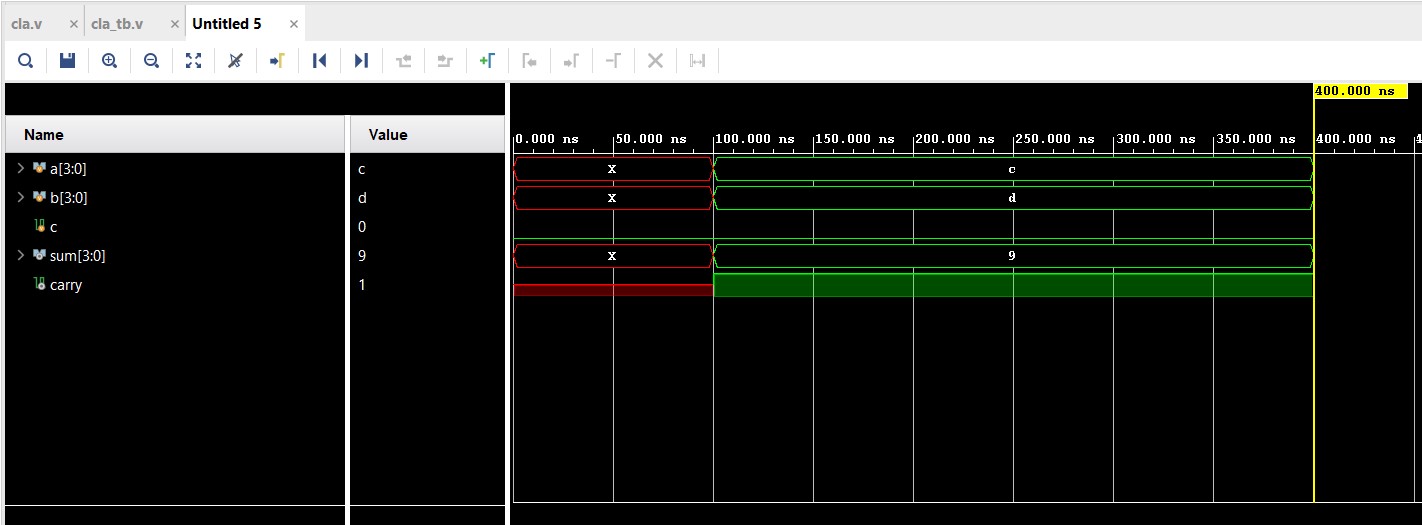 cla.v × cla_tb.v × Untitled 5 ×
400.000 ns
Name Value
0.000 ns 50.000 ns 100.000 ns 150.000 ns 200.000 ns 250.000 ns 300.000 ns 350.000 ns 400.000 ns 4
a[3:0] c X c
b[3:0] d X d
c 0
sum[3:0] 9 X 9
carry 1